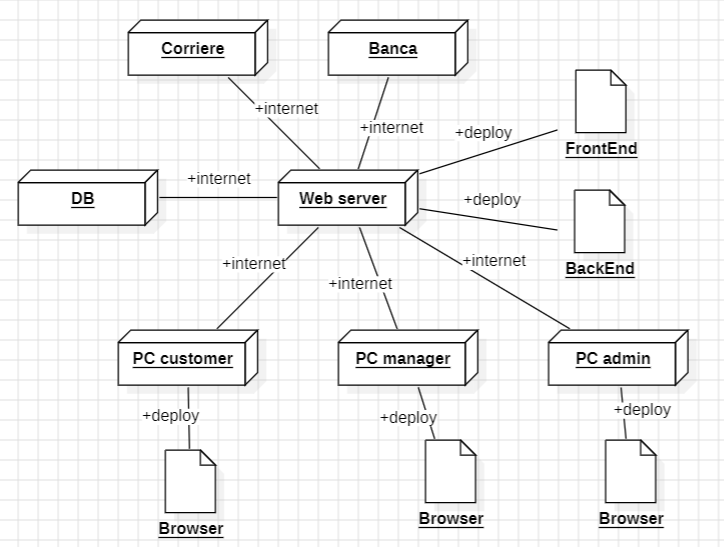 Corriere
Banca
+internet
+internet
+deploy
FrontEnd
+internet
DB
Web server
+deploy
BackEnd
+internet
+internet
+internet
PC customer
PC manager
PC admin
+deploy
+deploy
+deploy
Browser
Browser
Browser